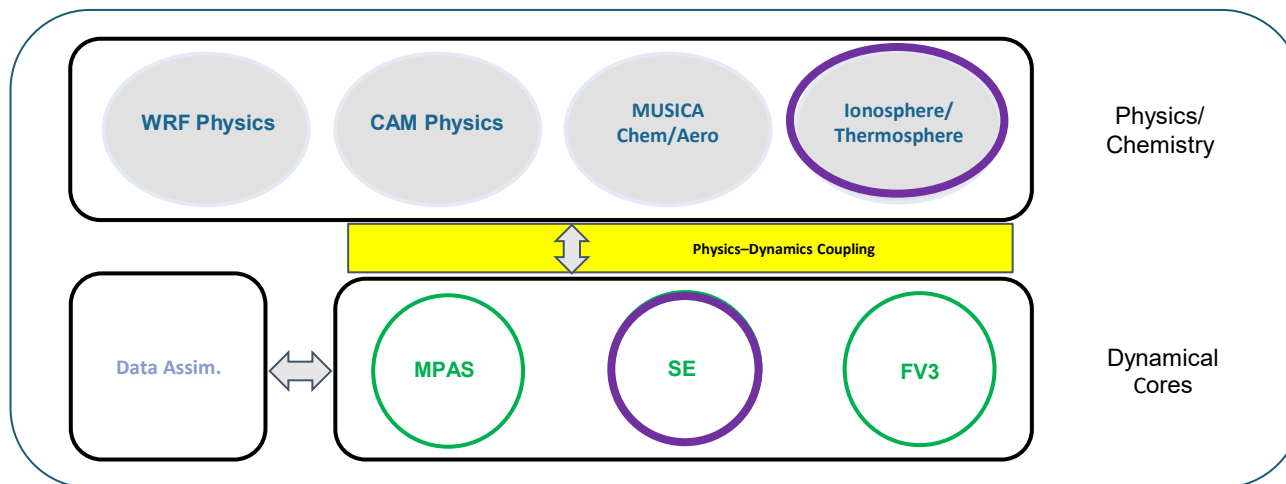 WRF Physics
CAM Physics
MUSICA
Chem/Aero
Ionosphere/
Thermosphere
Physics/
Chemistry
Physics–Dynamics Coupling
Data Assim.
MPAS
SE
FV3
Dynamical
Cores